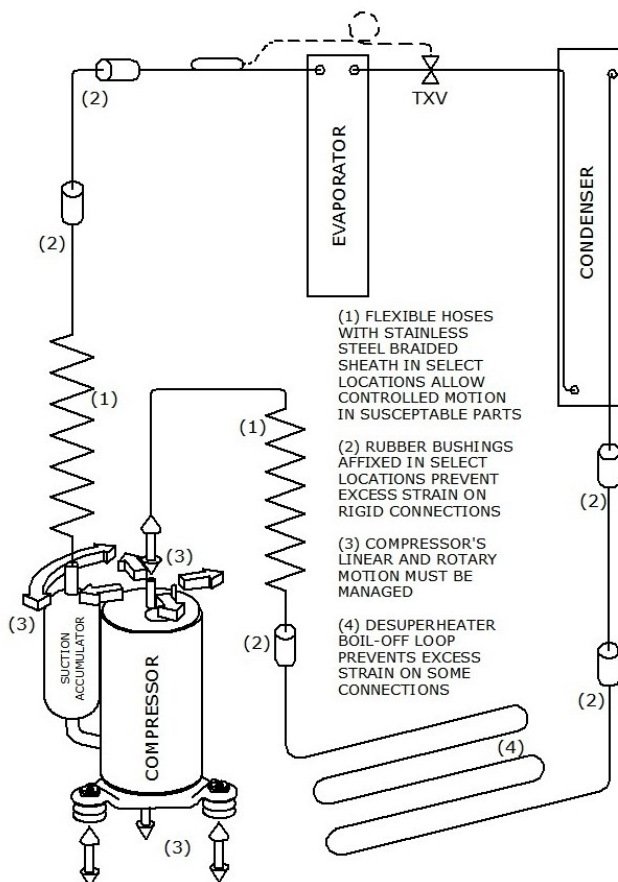 (2)
TXV
EVAPORATOR
CONDENSER
(2)
(1) FLEXIBLE HOSES
WITH STAINLESS
STEEL BRAIDED
SHEATH IN SELECT
LOCATIONS ALLOW
CONTROLLED MOTION
IN SUSCEPTABLE PARTS
(1)
(1)
(2) RUBBER BUSHINGS
AFFIXED IN SELECT
LOCATIONS PREVENT
EXCESS STRAIN ON
RIGID CONNECTIONS
(2)
(3) COMPRESSOR'S
LINEAR AND ROTARY
MOTION MUST BE
MANAGED
(3)
(3)
(4) DESUPERHEATER
BOIL-OFF LOOP
PREVENTS EXCESS
STRAIN ON SOME
CONNECTIONS
(2)
(2)
SUCTION
ACCUMULATOR
COMPRESSOR
(4)
(3)